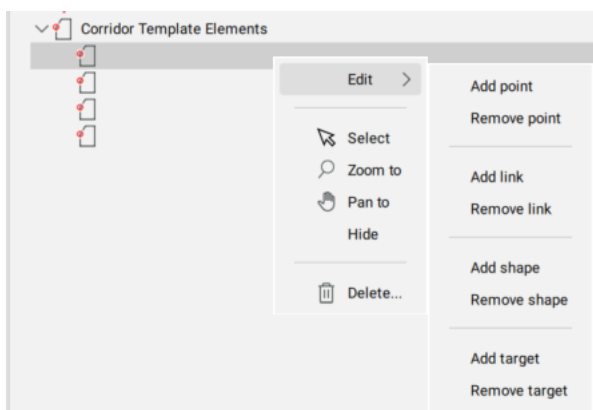 Corridor Template Elements
Edit
Select
Zoom to
Pan to
Hide
Delete...
Add point
Remove point
Add link
Remove link
Add shape
Remove shape
Add target
Remove target